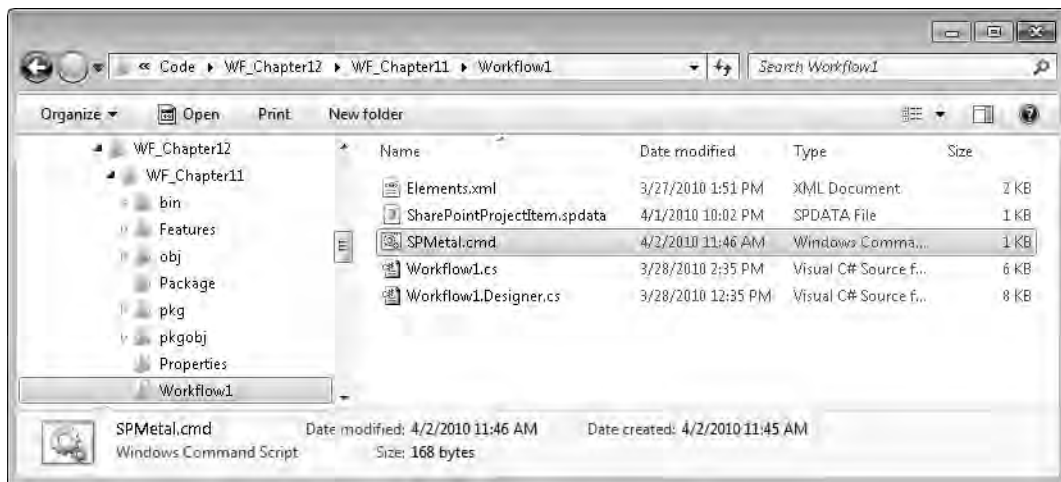 « Code ▸ WF_Chapter12 ▸ WF_Chapter11 ▸ Workflow1
Search Workflow1
Organize ▾ Open Print New folder
WF_Chapter12
WF_Chapter11
bin
Features
obj
Package
pkg
pkgobj
Properties
Workflow1
Name Date modified Type Size
Elements.xml 3/27/2010 1:51 PM XML Document 2 KB
SharePointProjectItem.spdata 4/1/2010 10:02 PM SPDATA File 1 KB
SPMetal.cmd 4/2/2010 11:46 AM Windows Comma... 1 KB
Workflow1.cs 3/28/2010 2:35 PM Visual C# Source f... 6 KB
Workflow1.Designer.cs 3/28/2010 12:35 PM Visual C# Source f... 8 KB
SPMetal.cmd Date modified: 4/2/2010 11:46 AM Date created: 4/2/2010 11:45 AM
Windows Command Script Size: 168 bytes